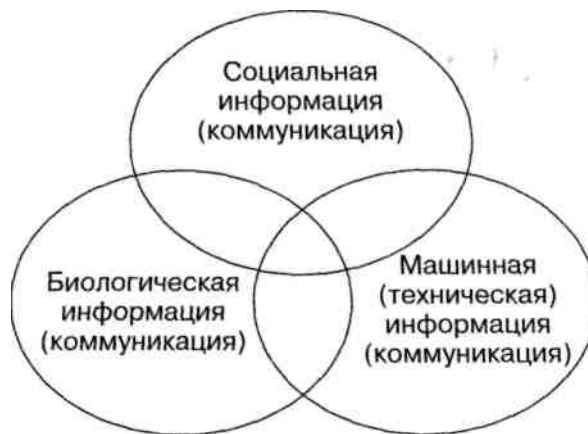 Социальная
информация
(коммуникация)
Биологическая
информация
(коммуникация)
Машинная
(техническая)
информация
(коммуникация)